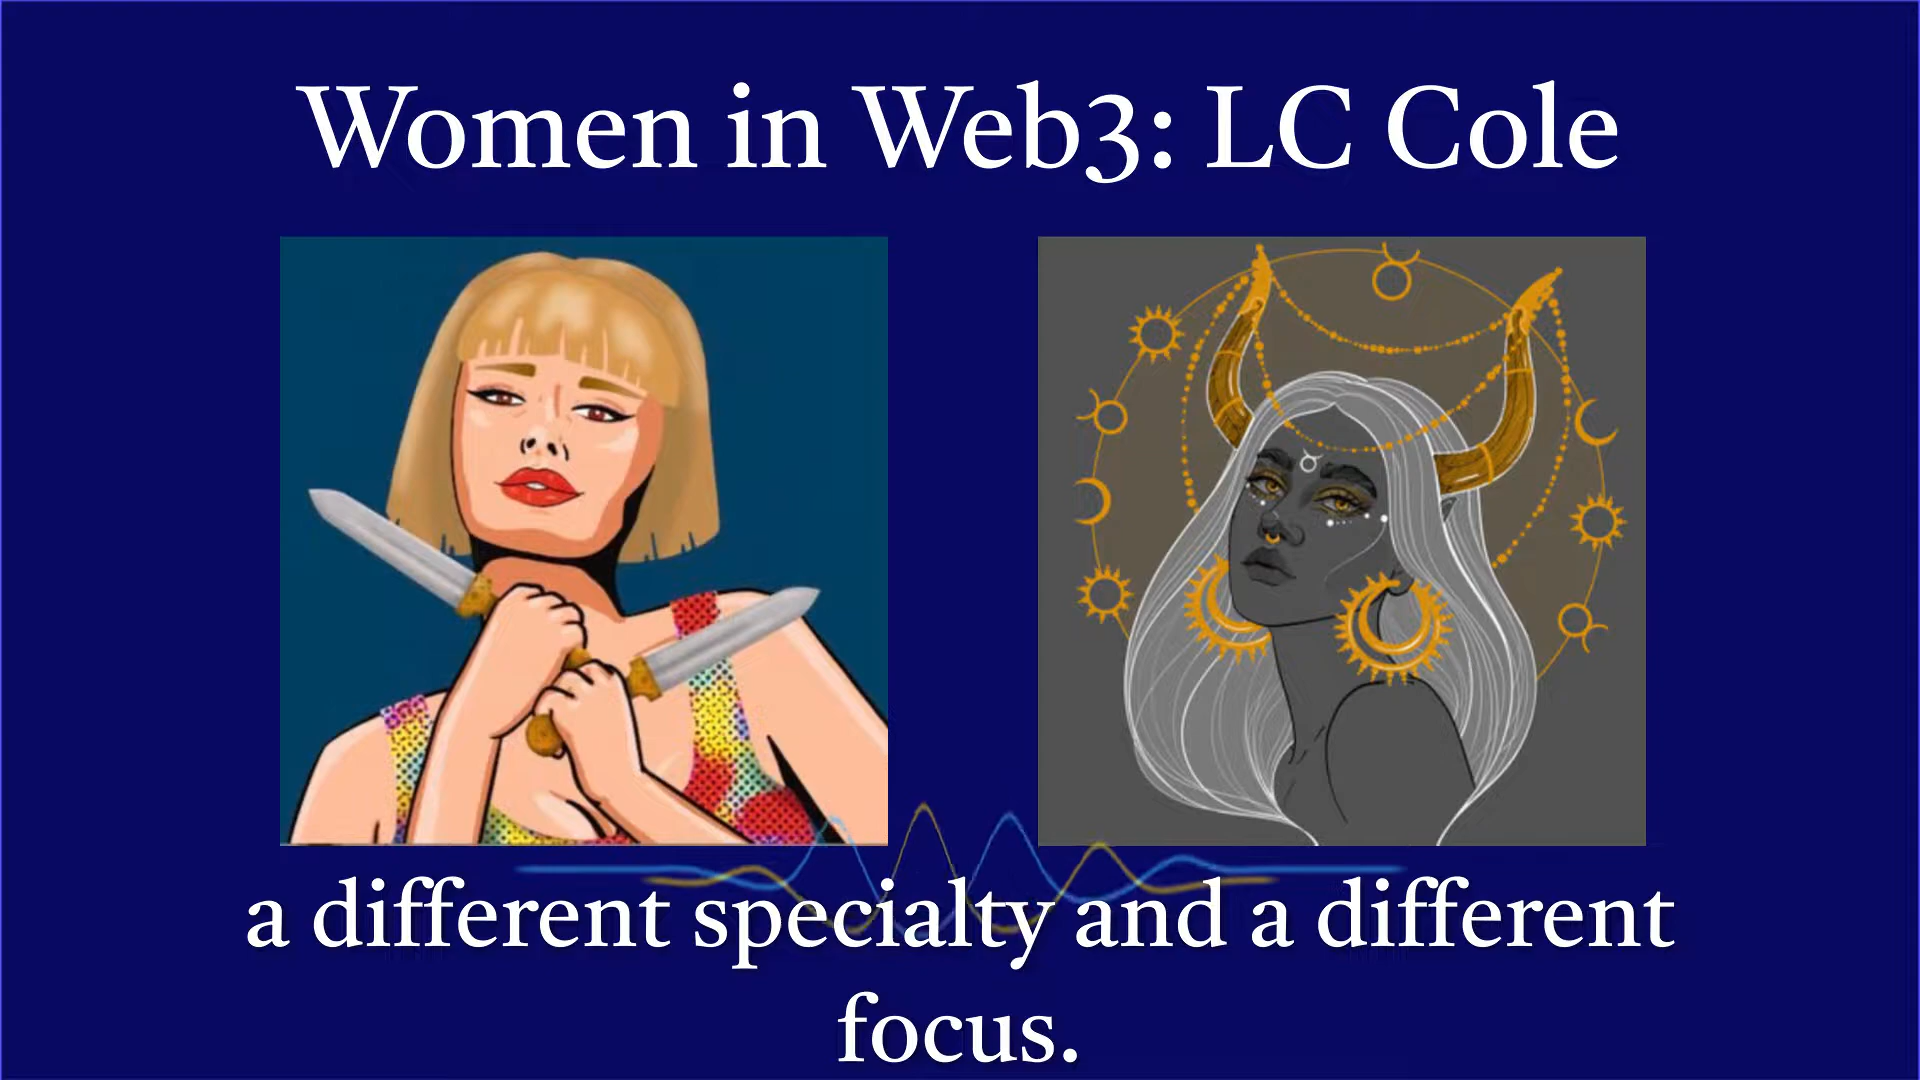 Women in Web3: LC Cole
a different specialty and a different
focus.